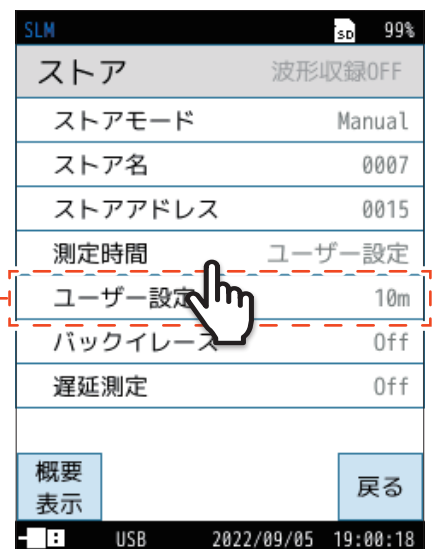 SLM SD 99%
ストア 波形収録OFF
ストアモード Manual
ストア名 0007
ストアアドレス 0015
測定時間 ユーザー設定
ユーザー設定 10m
バックイレース Off
遅延測定 Off
概要
表示
戻る
USB 2022/09/05 19:00:18